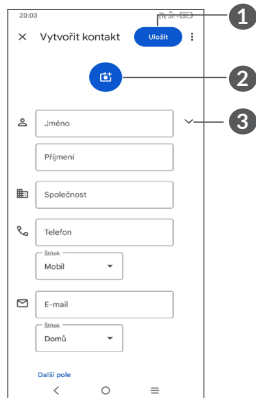 20:03
Vytvořit kontakt
Uložit
1
2
Jméno
3
Příjmení
Společnost
Telefon
Štítek
Mobil
E-mail
Štítek
Domů
Další pole